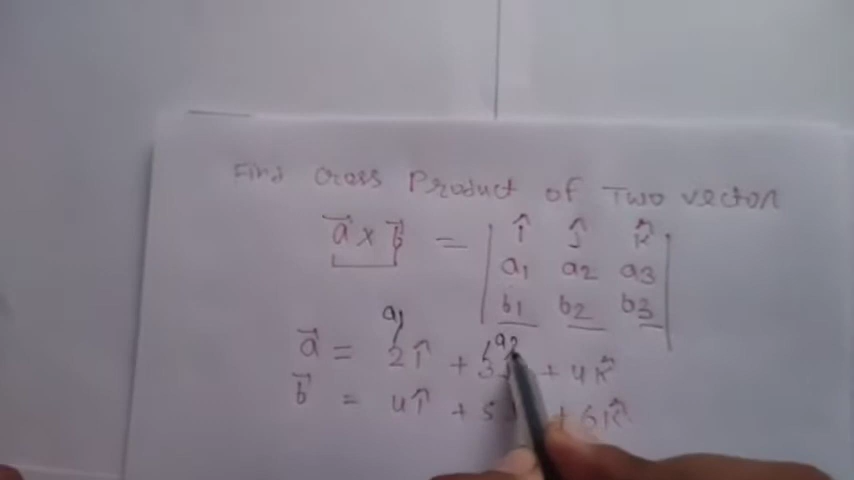 Find Cross Product of Two vector
a⃗ x b⃗ = | î ĵ k̂ |
| a1 a2 a3 |
| b1 b2 b3 |
a1 a2
a⃗ = 2î + 3ĵ + 4k̂
b⃗ = 4î + 5ĵ + 6k̂